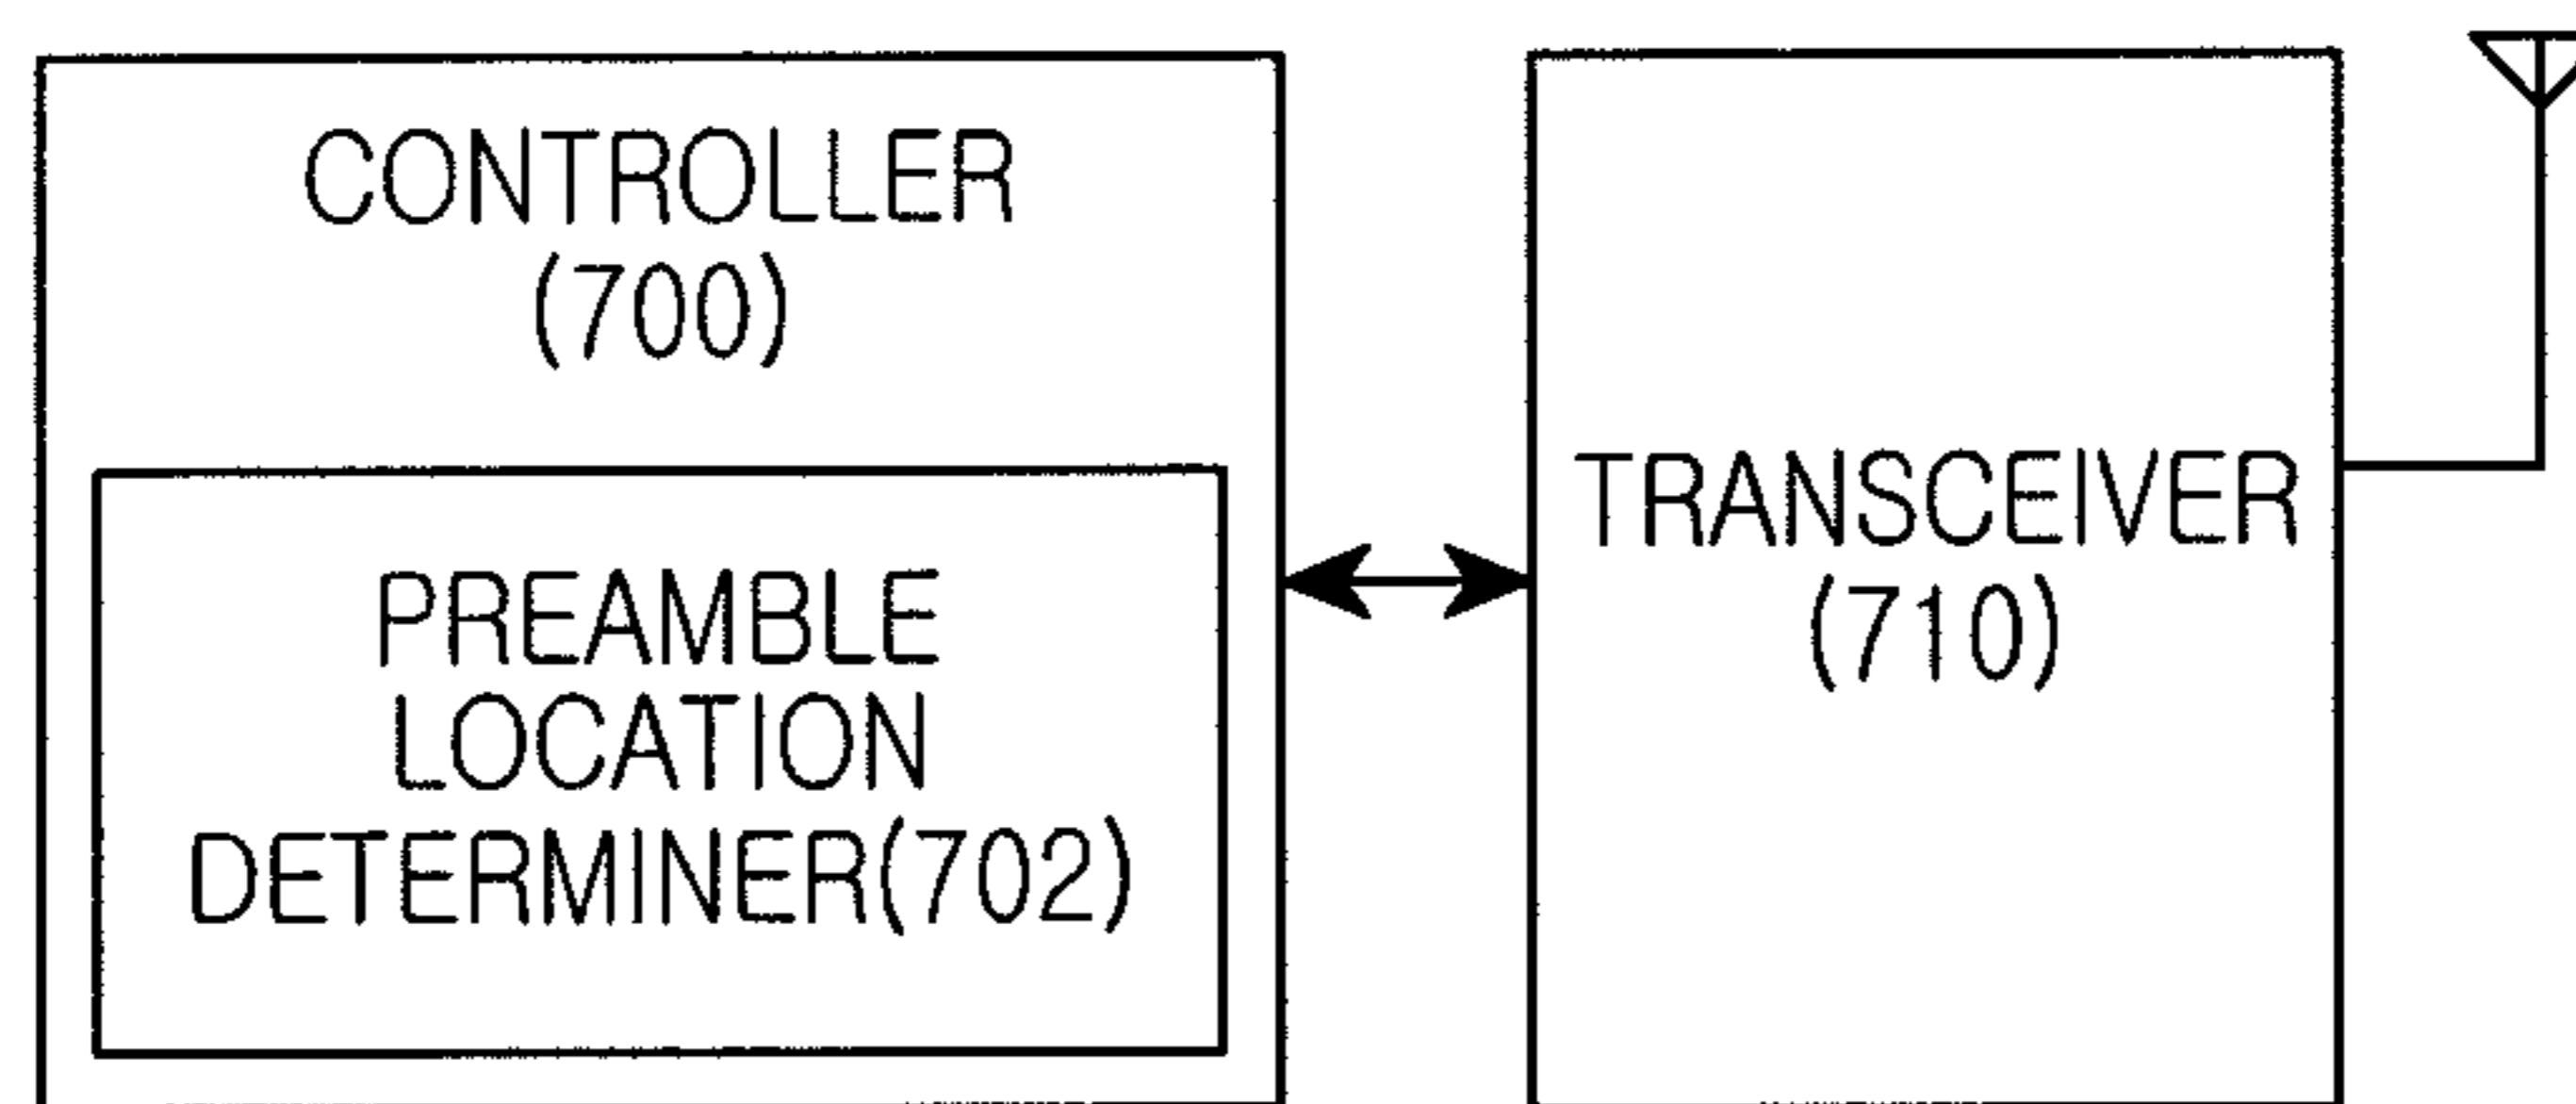 CONTROLLER
(700)
PREAMBLE
LOCATION
DETERMINER(702)
TRANSCEIVER
(710)